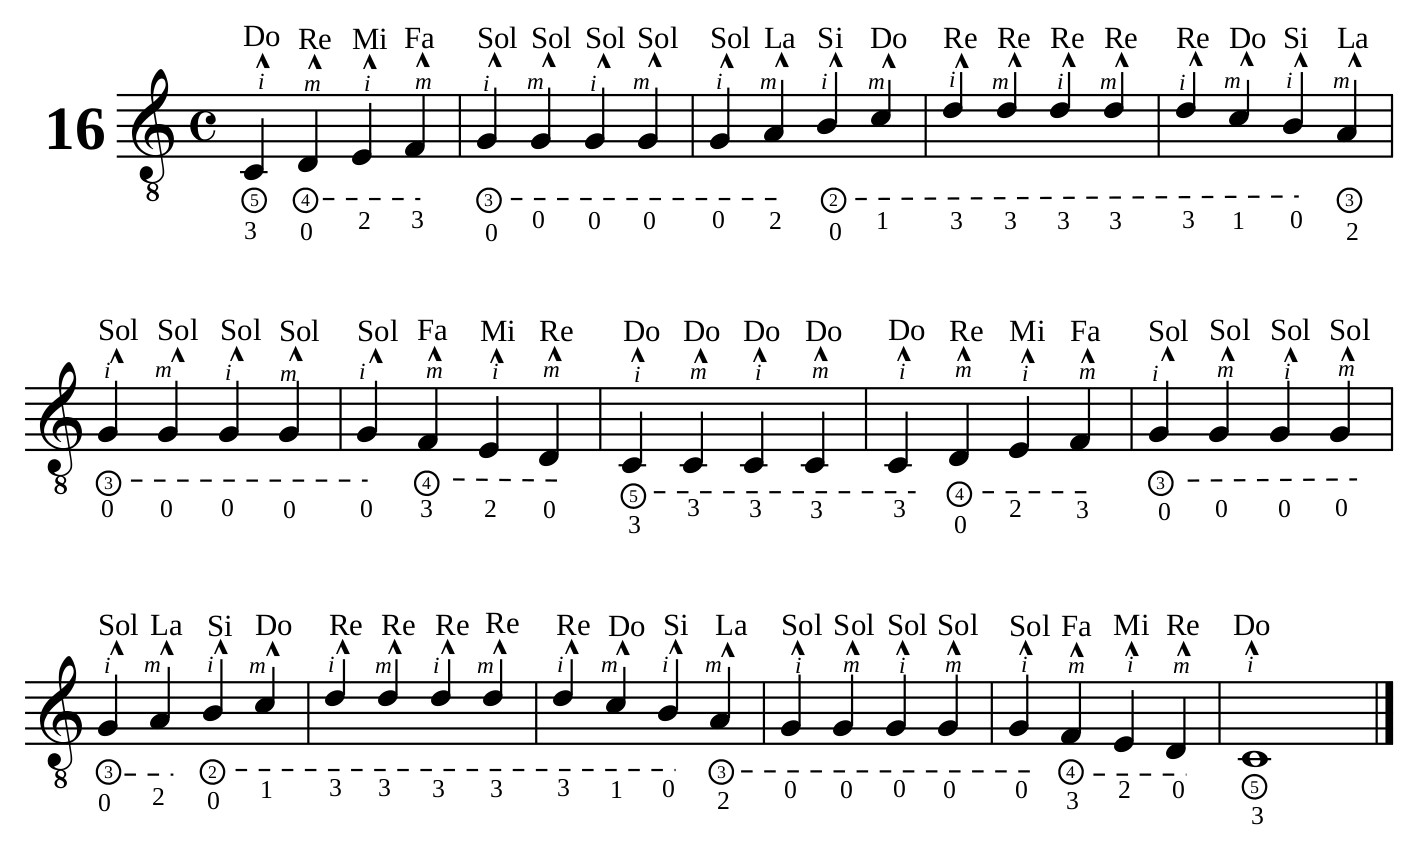 Do Re Mi Fa Sol Sol Sol Sol Sol La Si Do Re Re Re Re Re Do Si La
i m i m i m i m i m i m i m i m i m i m
16
8
5 4 3 2 3
3 0 2 3 0 0 0 0 0 2 0 1 3 3 3 3 3 1 0 2
Sol Sol Sol Sol Sol Fa Mi Re Do Do Do Do Do Re Mi Fa Sol Sol Sol Sol
i m i m i m i m i m i m i m i m i m i m
8
3 4 5 4 3
0 0 0 0 0 3 2 0 3 3 3 3 3 0 2 3 0 0 0 0
Sol La Si Do Re Re Re Re Re Do Si La Sol Sol Sol Sol Sol Fa Mi Re Do
i m i m i m i m i m i m i m i m i m i m i
8
3 2 3 4 5
0 2 0 1 3 3 3 3 3 1 0 2 0 0 0 0 0 3 2 0 3